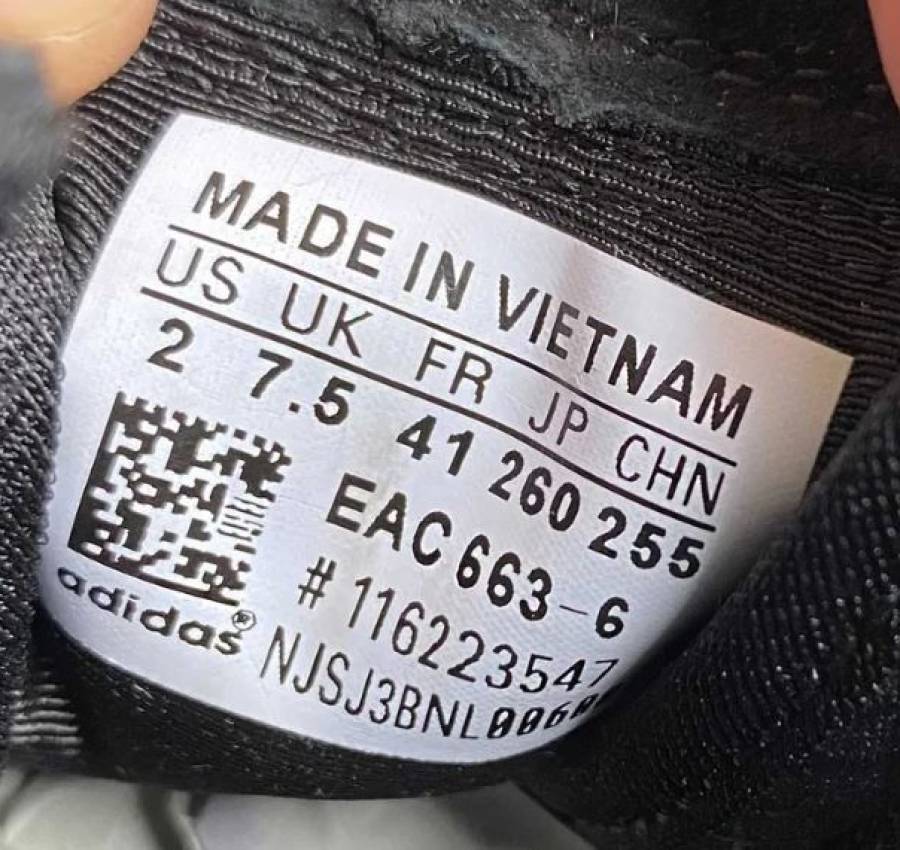 MADE IN VIETNAM
US UK FR JP CHN
2 7.5 41 260 255
EAC 663-6
# 116223547
adidas®